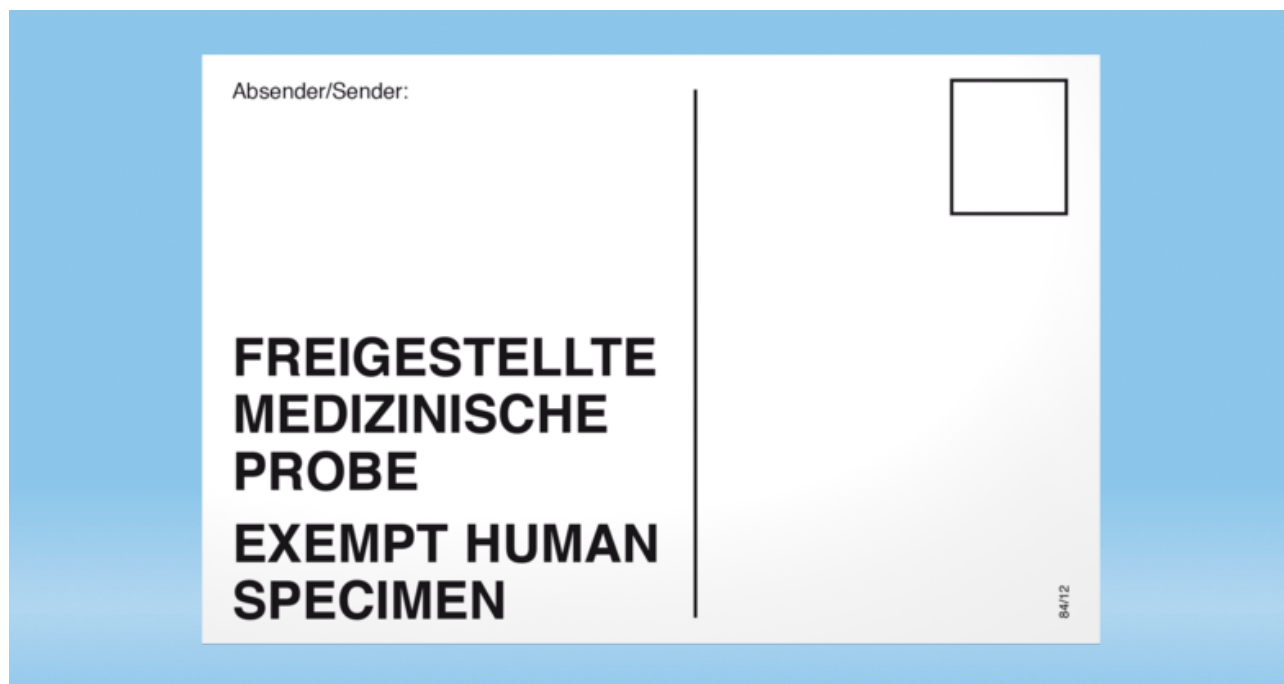 Absender/Sender:
FREIGESTELLTE
MEDIZINISCHE
PROBE
EXEMPT HUMAN
SPECIMEN
84/12